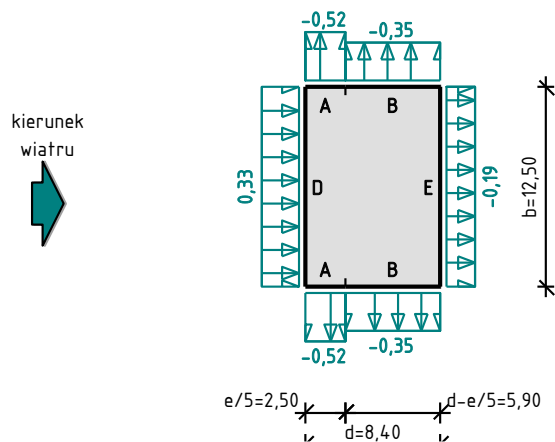 -0,52
-0,35
A
B
kierunek
wiatru
0,33
D
E
-0,19
b=12,50
A
B
-0,52
-0,35
e/5=2,50
d-e/5=5,90
d=8,40